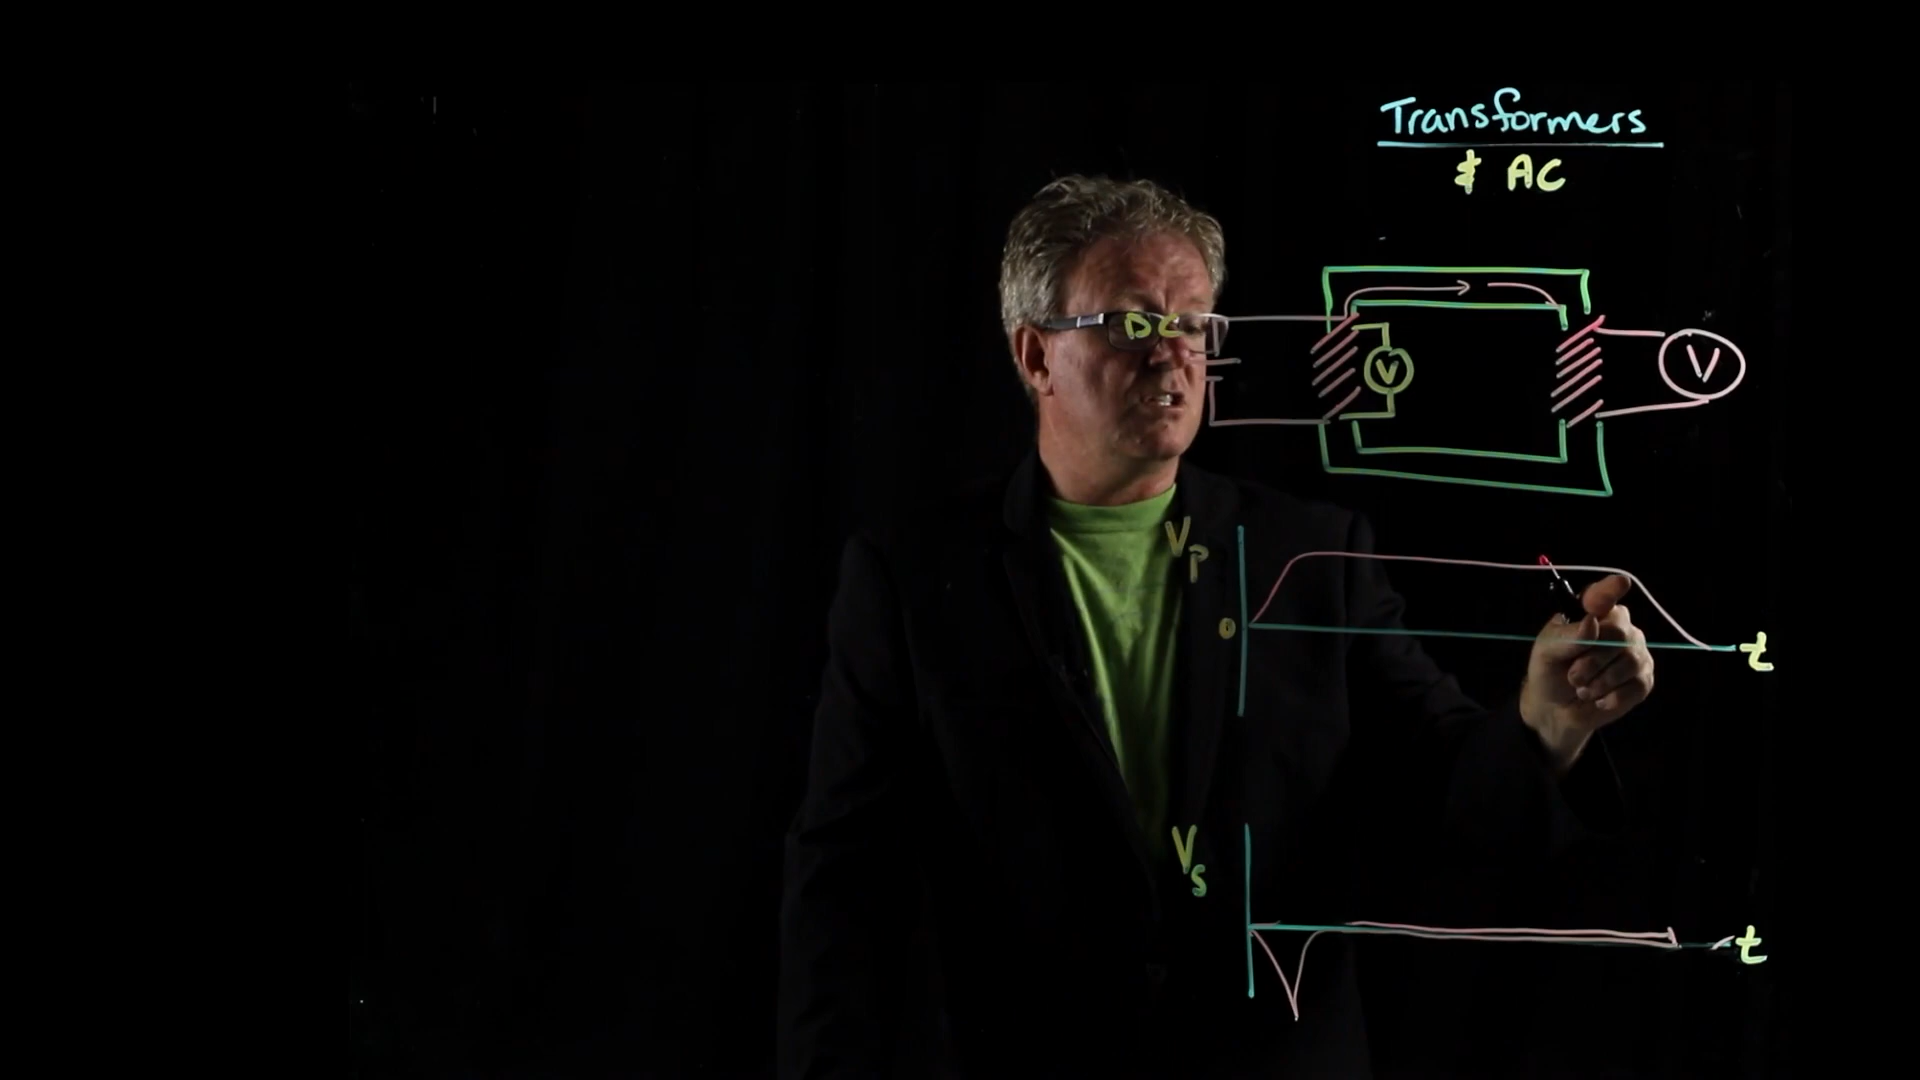 Transformers
& AC
DC
V
V
Vp
0
t
Vs
t